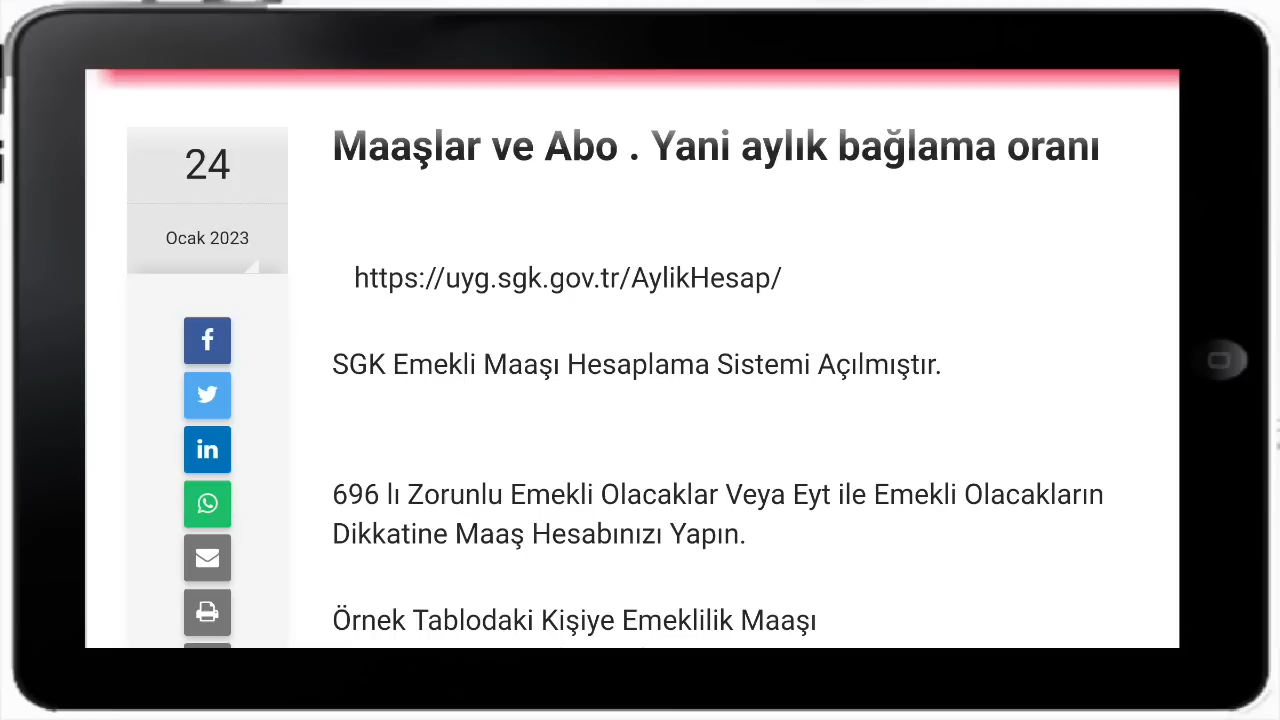 24
Ocak 2023
Maaşlar ve Abo . Yani aylık bağlama oranı
https://uyg.sgk.gov.tr/AylikHesap/
SGK Emekli Maaşı Hesaplama Sistemi Açılmıştır.
696 lı Zorunlu Emekli Olacaklar Veya Eyt ile Emekli Olacakların
Dikkatine Maaş Hesabınızı Yapın.
Örnek Tablodaki Kişiye Emeklilik Maaşı